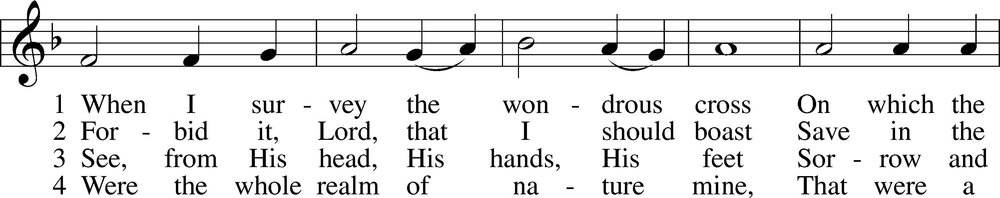 1 When I sur - vey the won - drous cross On which the
2 For - bid it, Lord, that I should boast Save in the
3 See, from His head, His hands, His feet Sor - row and
4 Were the whole realm of na - ture mine, That were a